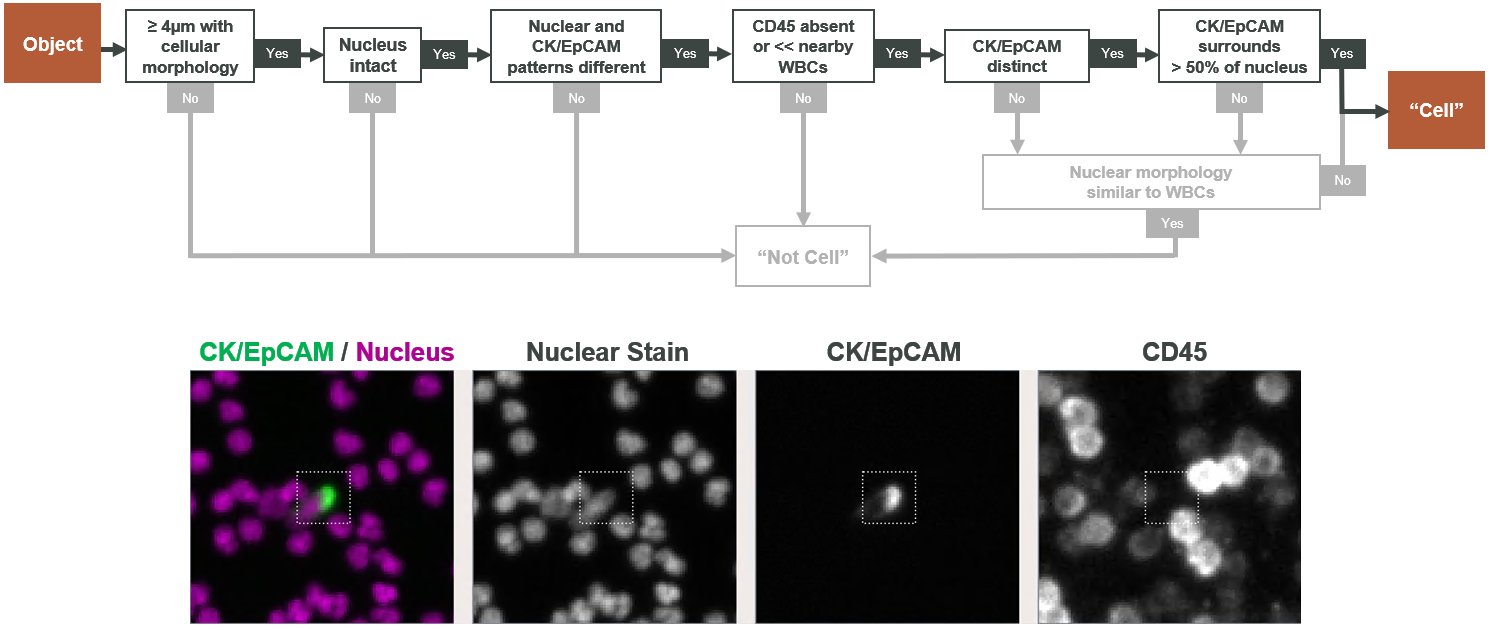 Object
≥ 4μm with
cellular
morphology
Yes
No
Nucleus
intact
Yes
No
Nuclear and
CK/EpCAM
patterns different
Yes
No
CD45 absent
or << nearby
WBCs
Yes
No
CK/EpCAM
distinct
Yes
No
CK/EpCAM
surrounds
> 50% of nucleus
Yes
No
“Cell”
Nuclear morphology
similar to WBCs
No
Yes
“Not Cell”
CK/EpCAM / Nucleus
Nuclear Stain
CK/EpCAM
CD45